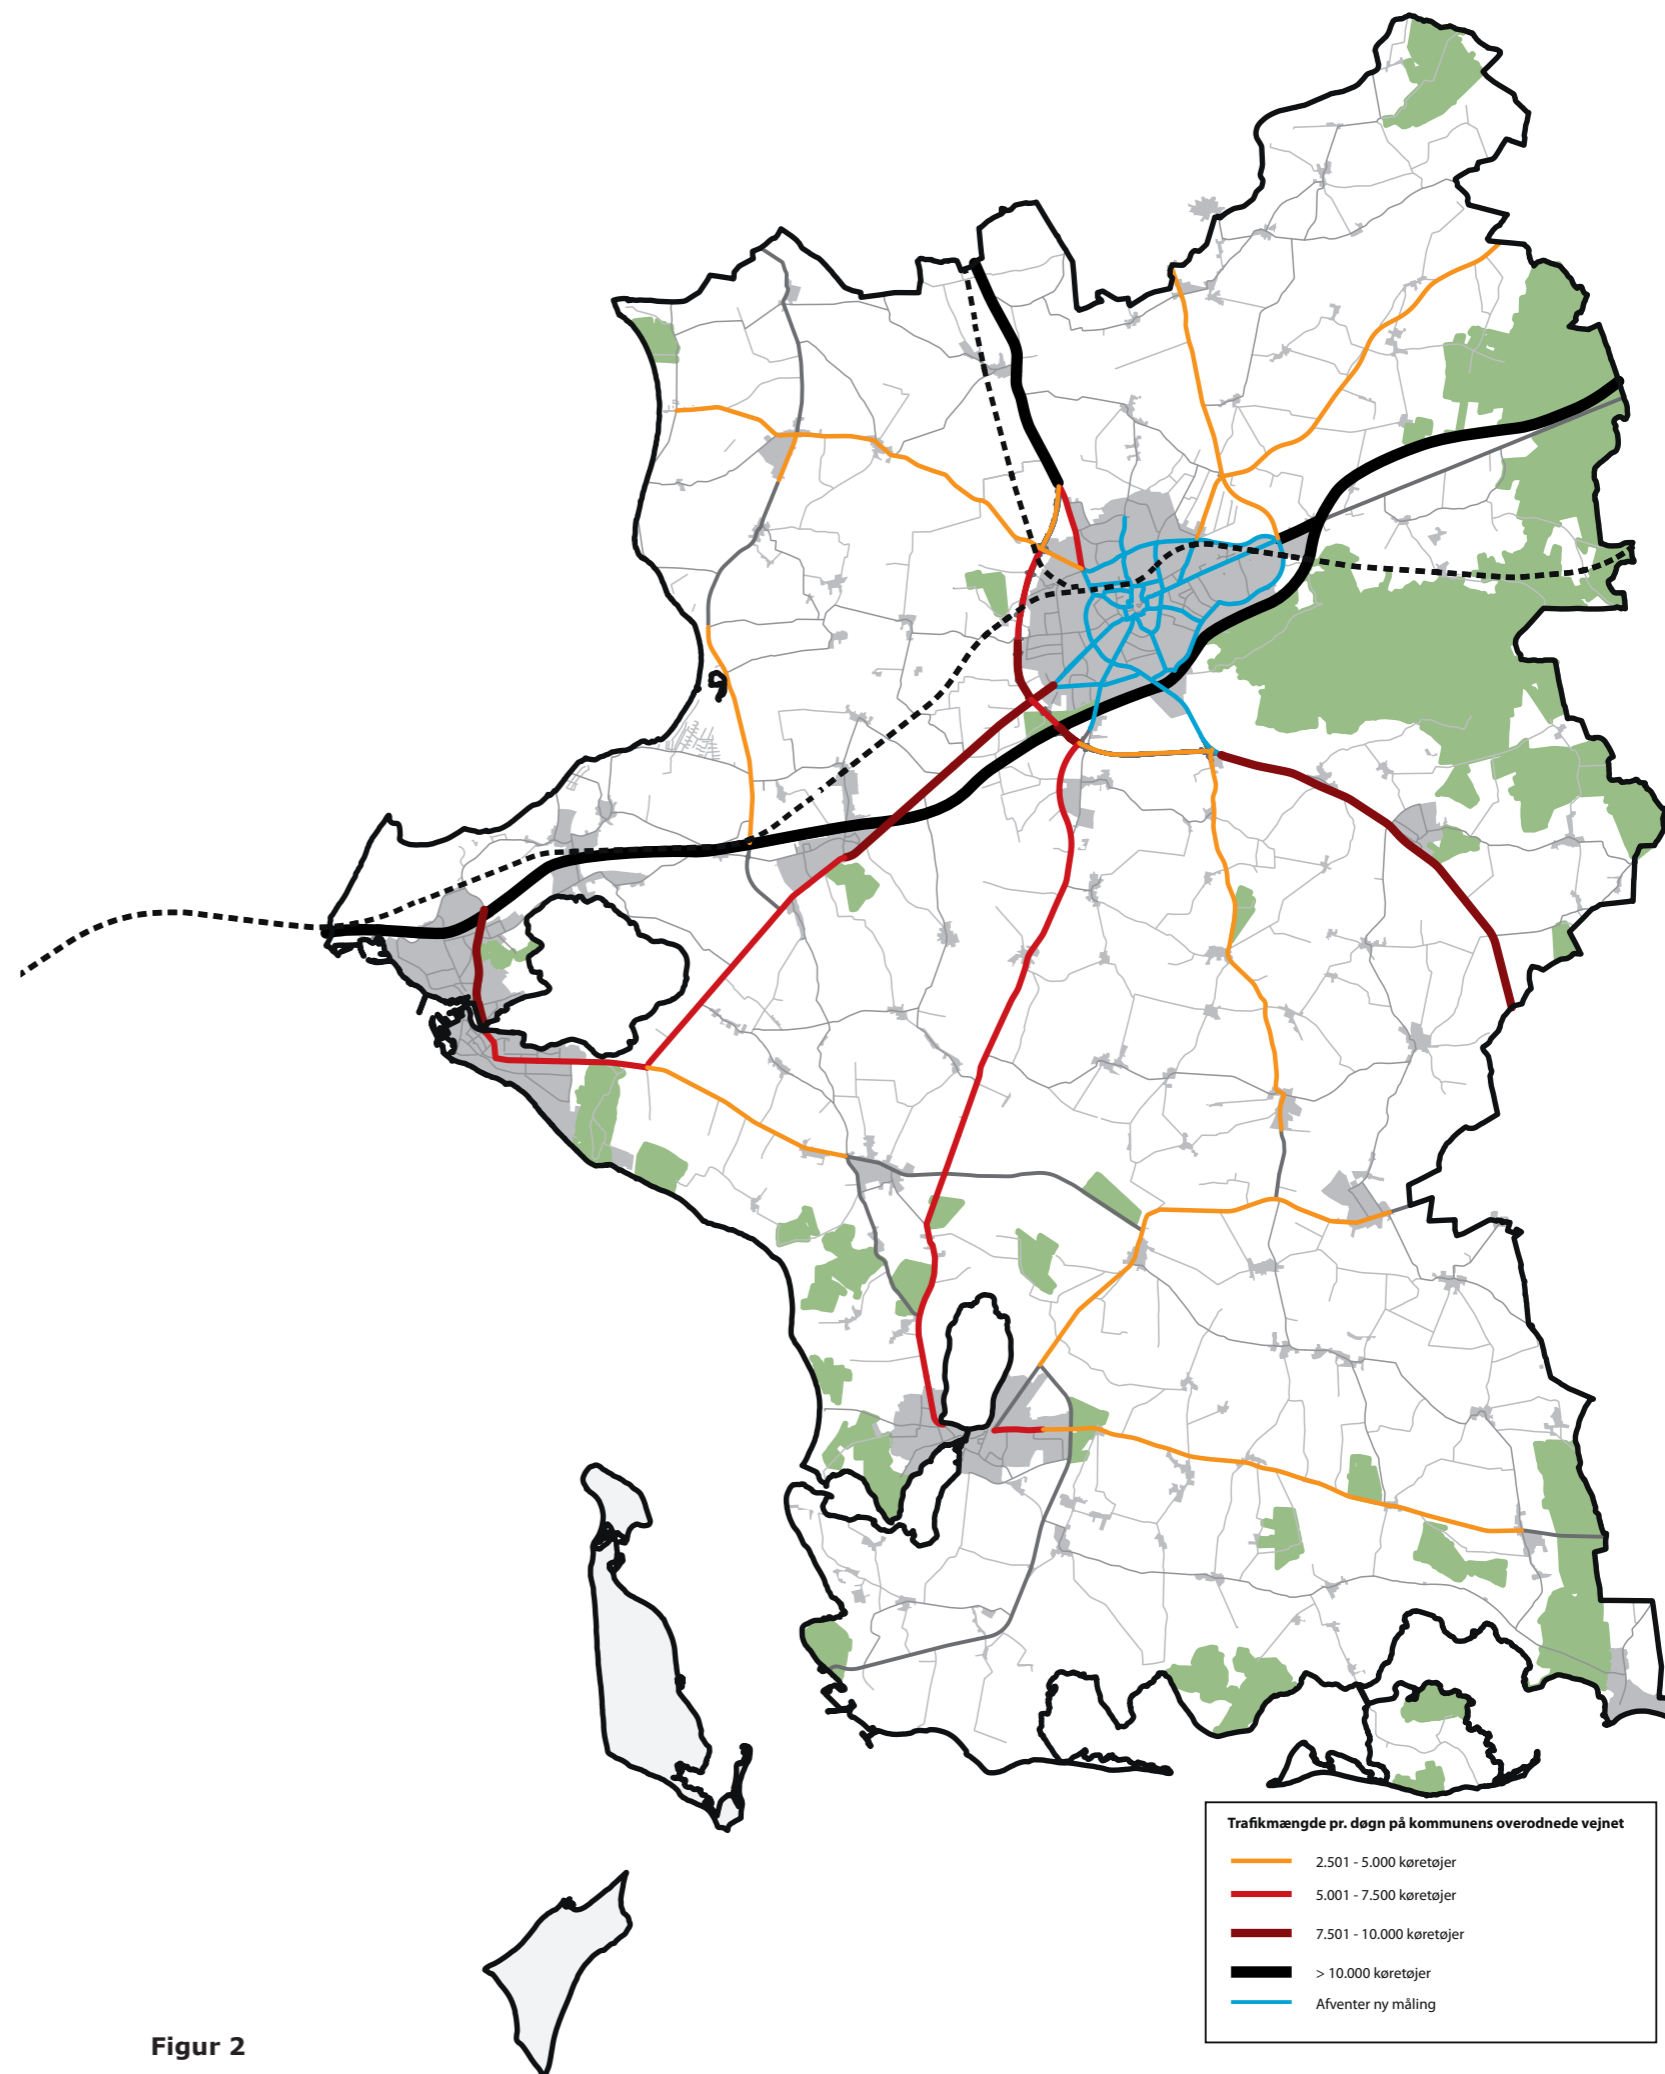 Trafikmængde pr. døgn på kommunens overodnede vejnet
2.501 - 5.000 køretøjer
5.001 - 7.500 køretøjer
7.501 - 10.000 køretøjer
> 10.000 køretøjer
Afventer ny måling
Figur 2